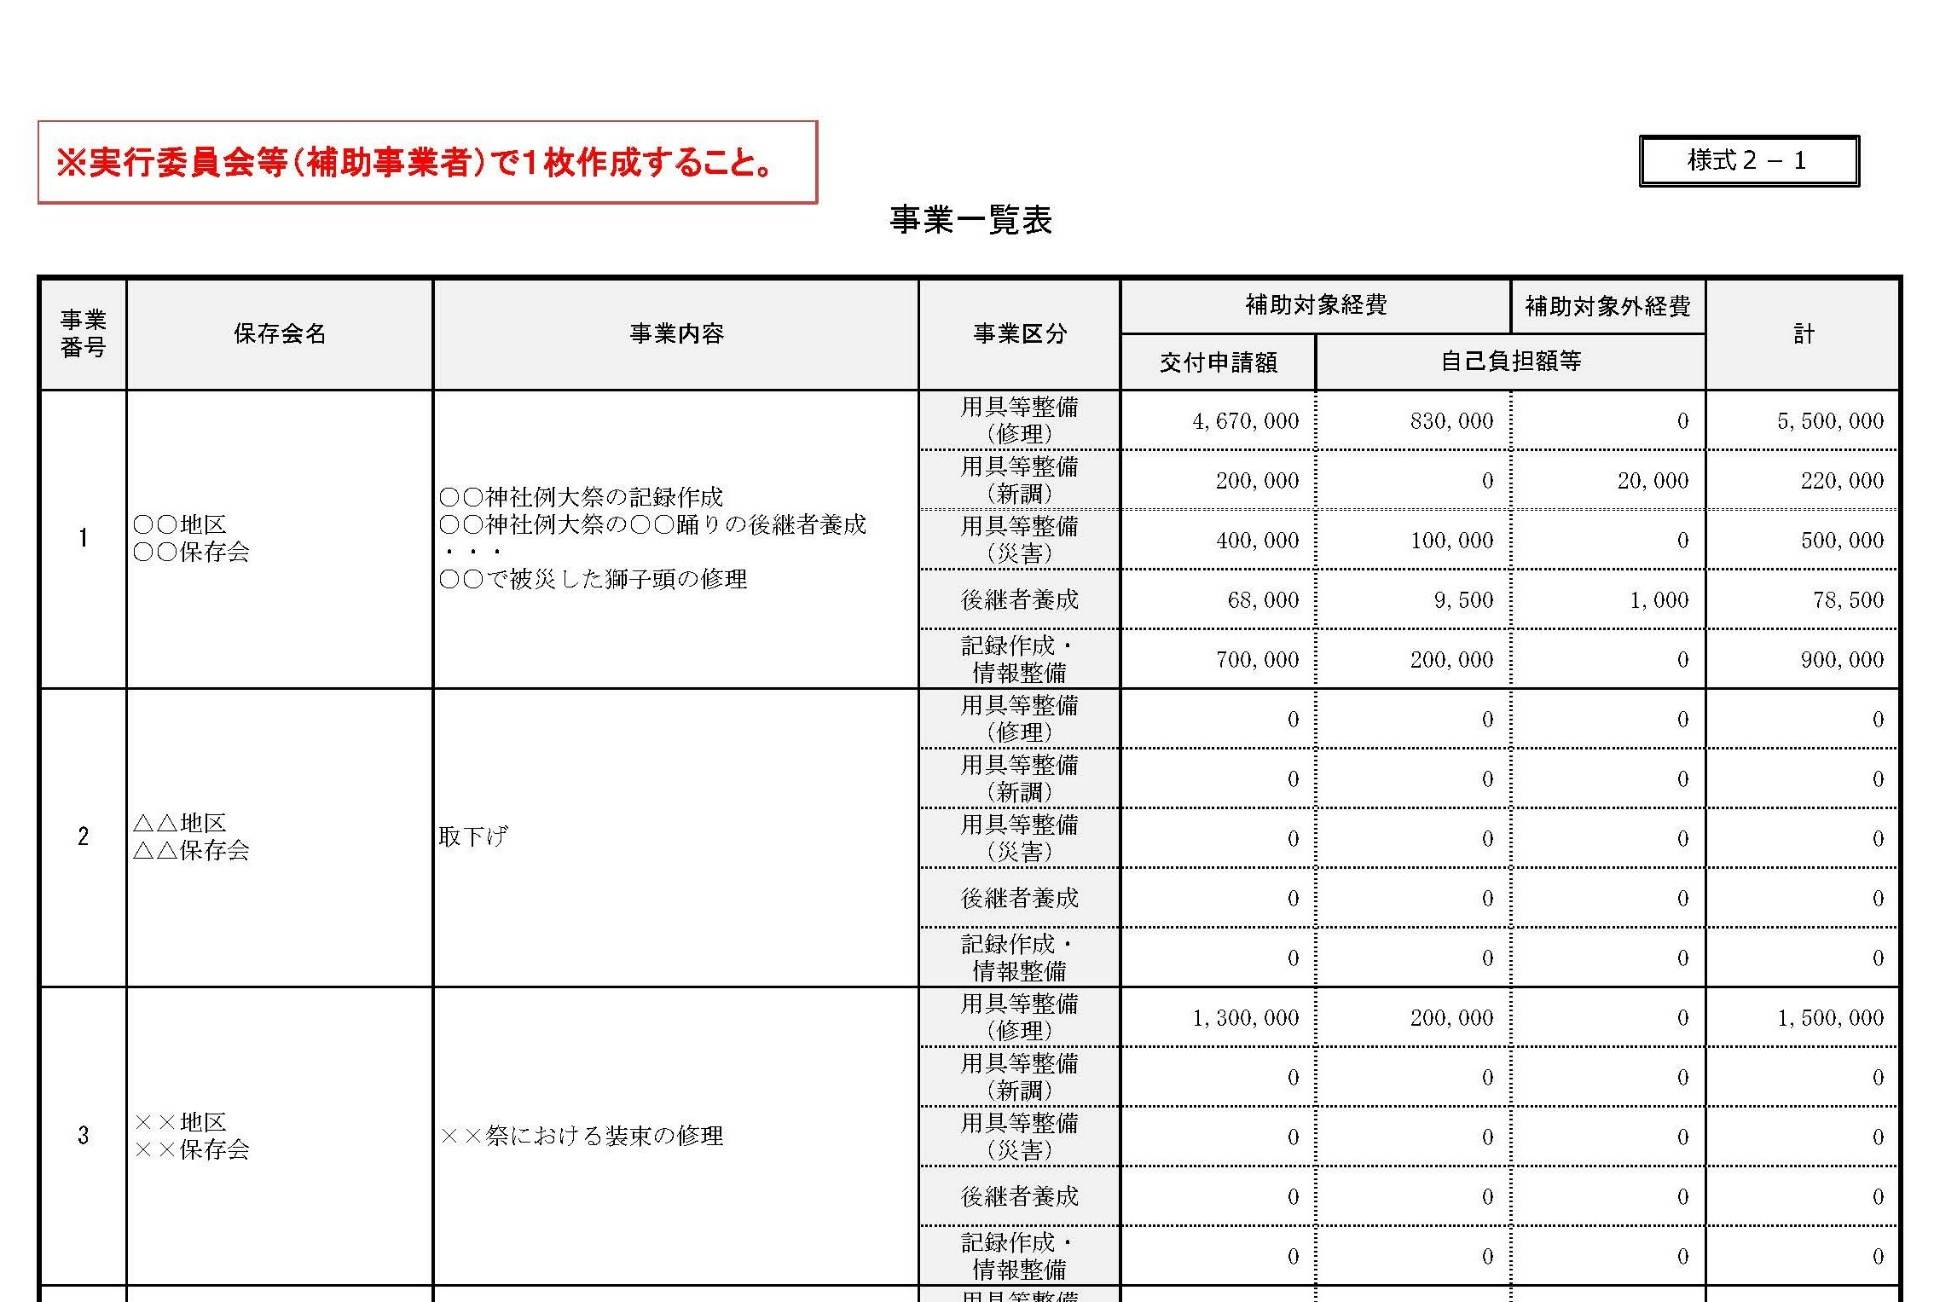 ※実行委員会等（補助事業者）で１枚作成すること。
様式２－１
事業一覧表
事業番号 保存会名 事業内容 事業区分 補助対象経費 補助対象外経費 計
交付申請額 自己負担額等
1
○○地区
○○保存会
○○神社例大祭の記録作成
○○神社例大祭の○○踊りの後継者養成
・・・
○○で被災した獅子頭の修理
用具等整備（修理） 4,670,000 830,000 0 5,500,000
用具等整備（新調） 200,000 0 20,000 220,000
用具等整備（災害） 400,000 100,000 0 500,000
後継者養成 68,000 9,500 1,000 78,500
記録作成・情報整備 700,000 200,000 0 900,000
2
△△地区
△△保存会
取下げ
用具等整備（修理） 0 0 0 0
用具等整備（新調） 0 0 0 0
用具等整備（災害） 0 0 0 0
後継者養成 0 0 0 0
記録作成・情報整備 0 0 0 0
3
××地区
××保存会
××祭における装束の修理
用具等整備（修理） 1,300,000 200,000 0 1,500,000
用具等整備（新調） 0 0 0 0
用具等整備（災害） 0 0 0 0
後継者養成 0 0 0 0
記録作成・情報整備 0 0 0 0
用具等整備